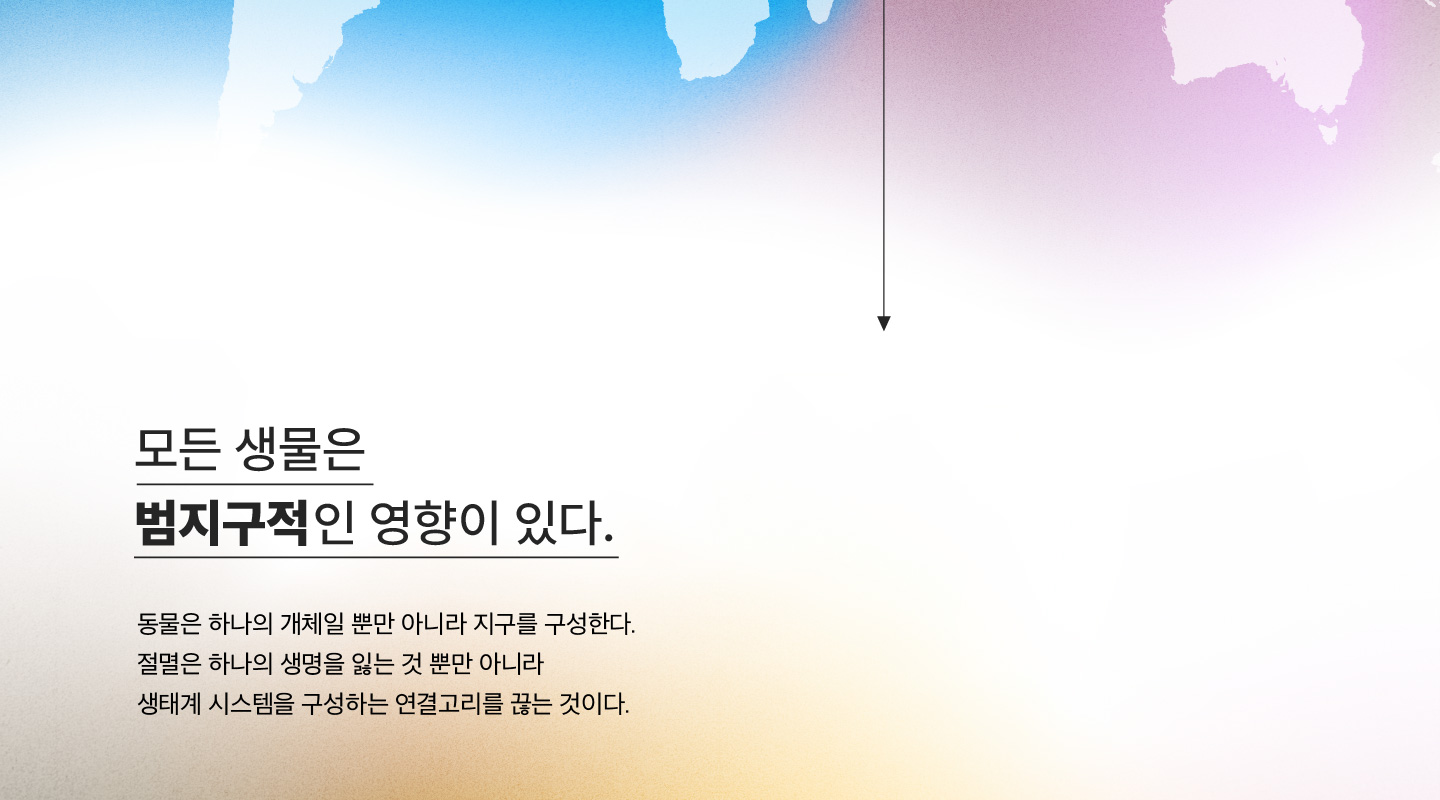 모든 생물은
범지구적인 영향이 있다.
동물은 하나의 개체일 뿐만 아니라 지구를 구성한다.
절멸은 하나의 생명을 잃는 것 뿐만 아니라
생태계 시스템을 구성하는 연결고리를 끊는 것이다.